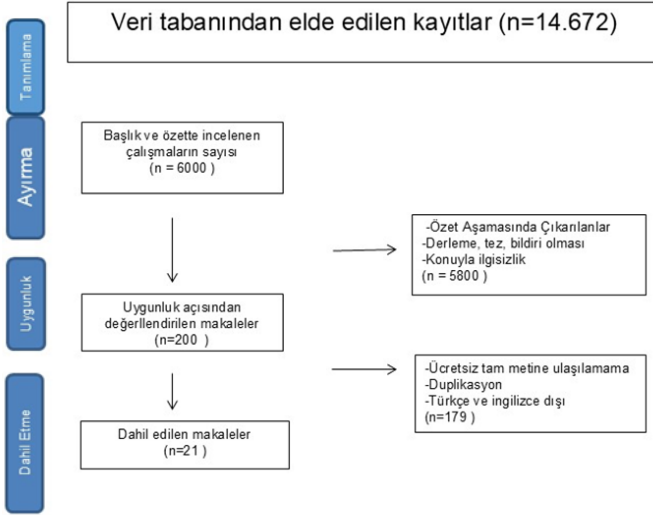 Tanımlama
Veri tabanından elde edilen kayıtlar (n=14.672)
Ayırma
Başlık ve özette incelenen
çalışmaların sayısı
(n = 6000 )
-Özet Aşamasında Çıkarılanlar
-Derleme, tez, bildiri olması
-Konuyla ilgisizlik
(n = 5800 )
Uygunluk
Uygunluk açısından
değerllendirilen makaleler
(n=200 )
-Ücretsiz tam metine ulaşılamama
-Duplikasyon
-Türkçe ve ingilizce dışı
(n=179 )
Dahil Etme
Dahil edilen makaleler
(n=21 )